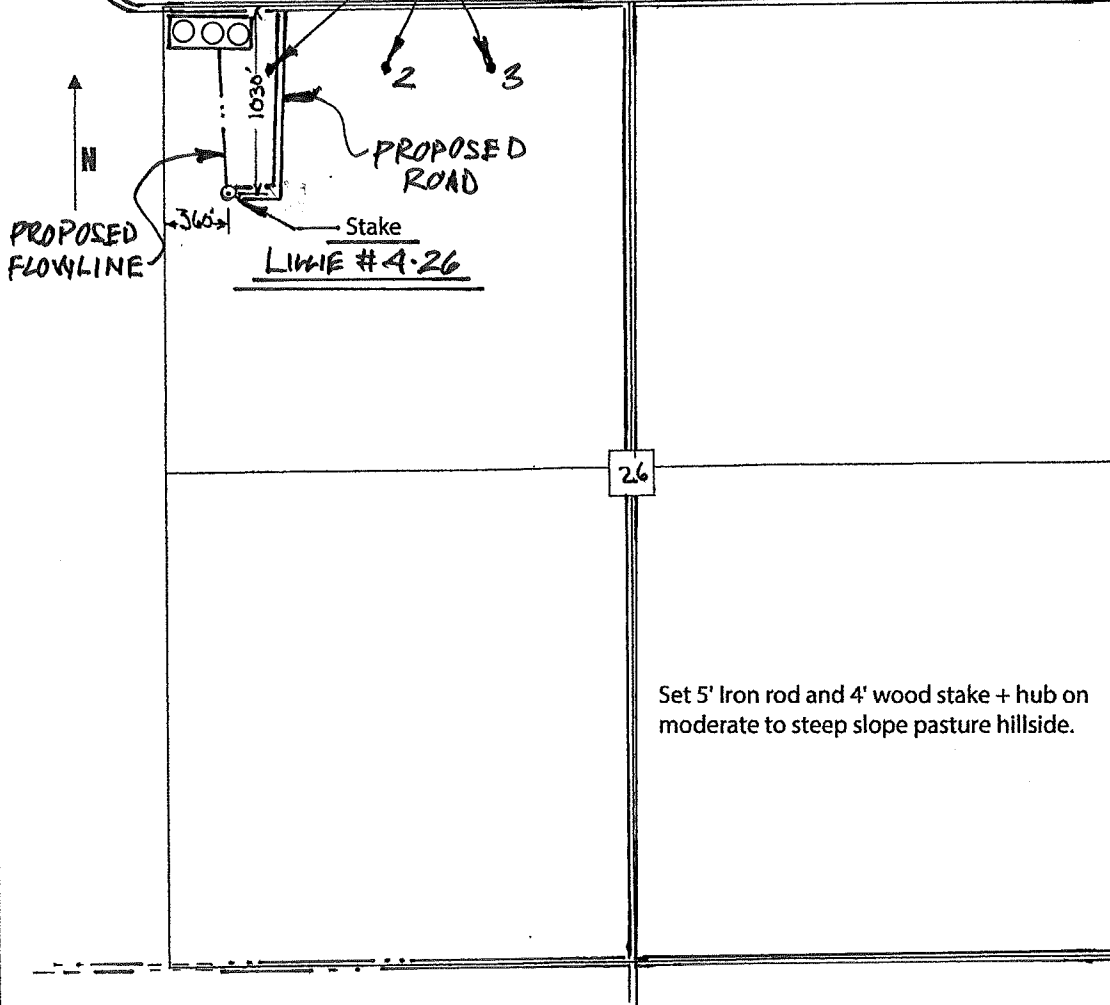 1030'
2
3
N
PROPOSED
ROAD
360'
Stake
PROPOSED
FLOWLINE
LILLIE #4-26
26
Set 5' Iron rod and 4' wood stake + hub on
moderate to steep slope pasture hillside.